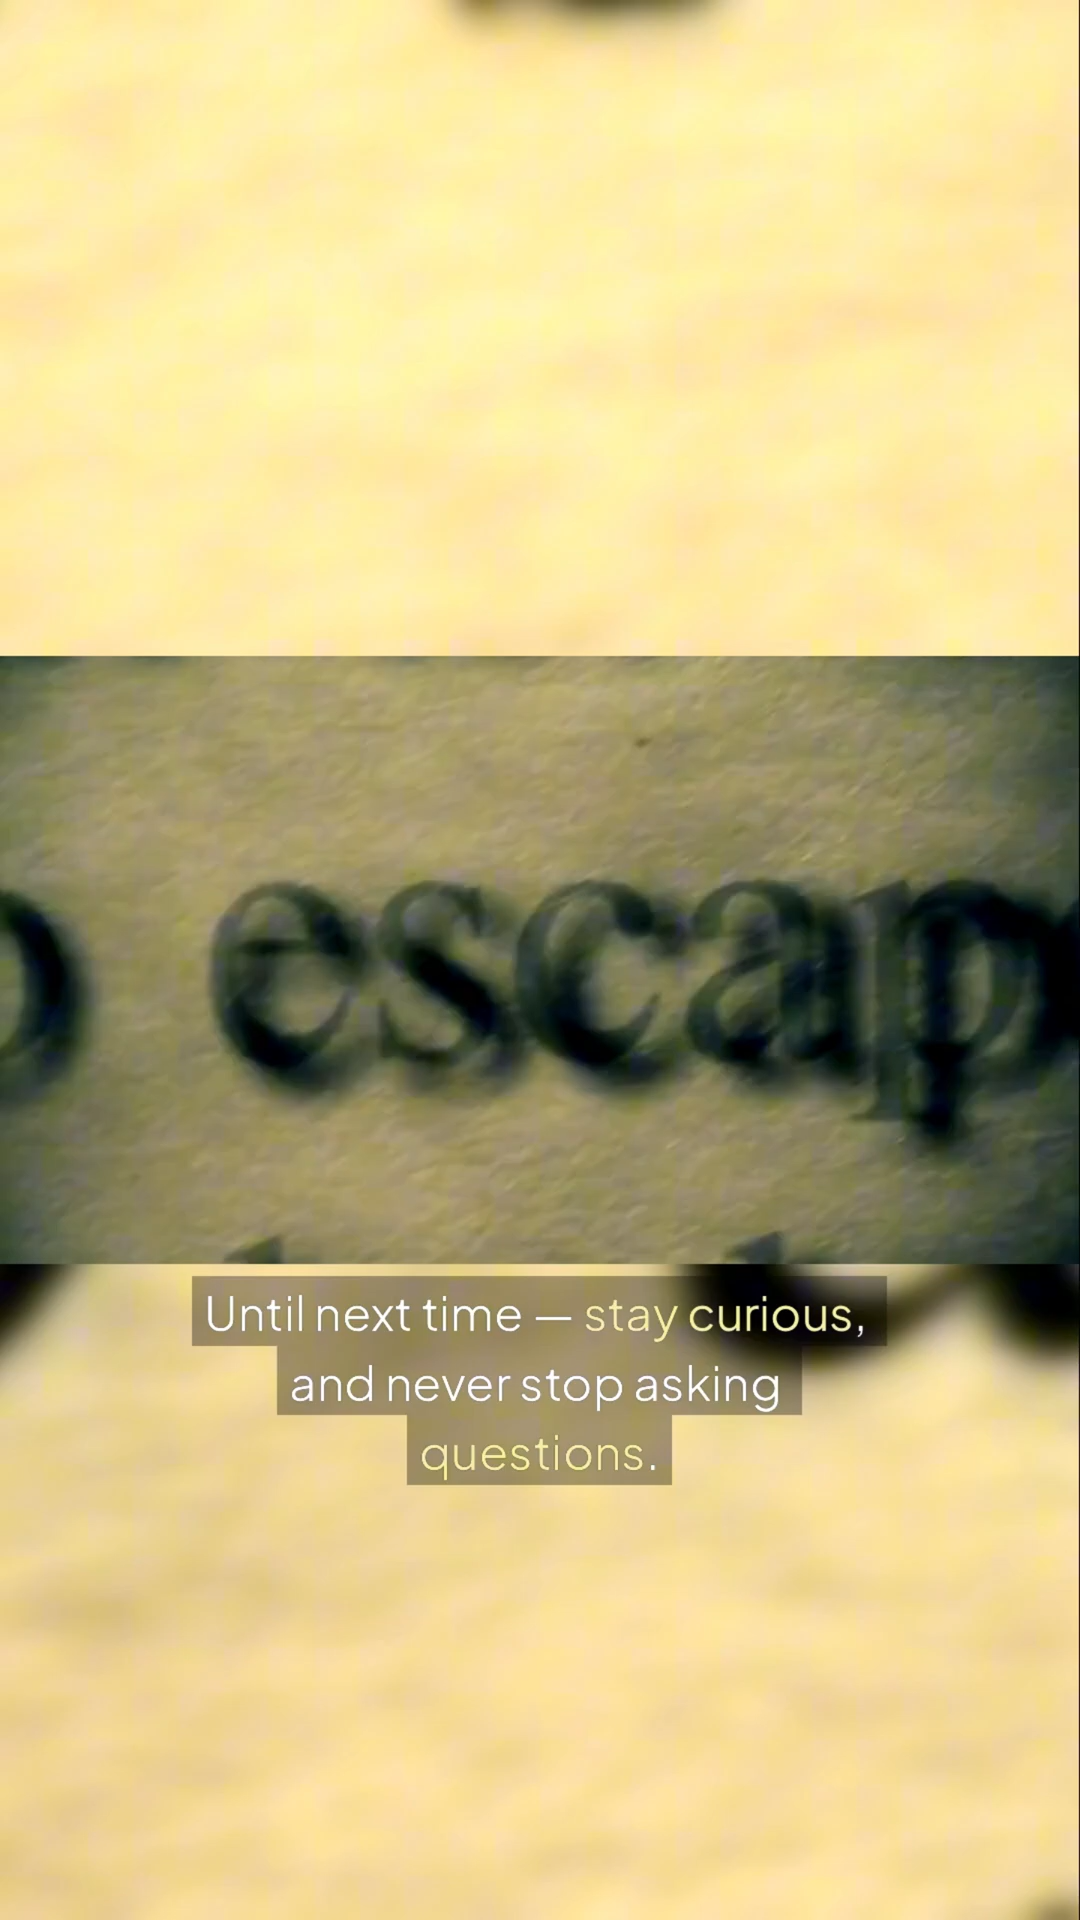 escap
Until next time — stay curious,
and never stop asking
questions.